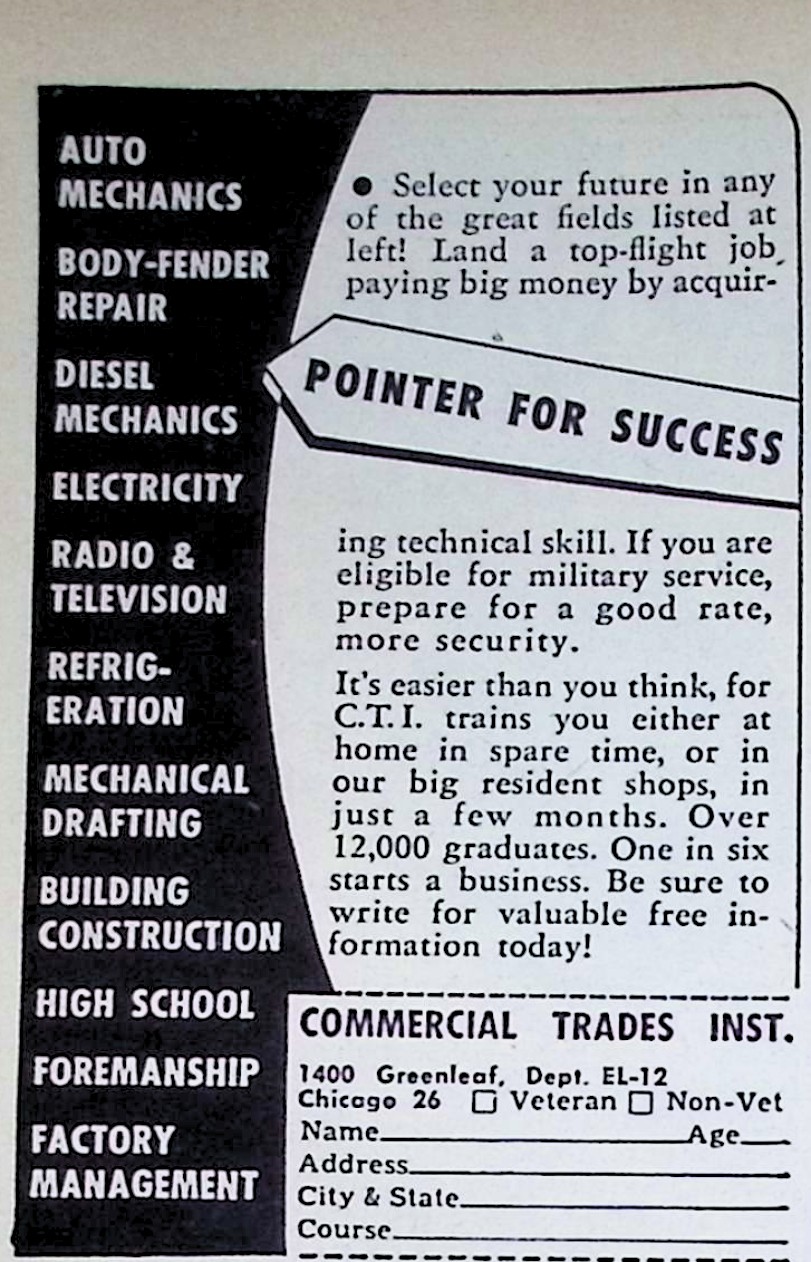 AUTO
MECHANICS
BODY-FENDER
REPAIR
DIESEL
MECHANICS
ELECTRICITY
RADIO &
TELEVISION
REFRIG-
ERATION
MECHANICAL
DRAFTING
BUILDING
CONSTRUCTION
HIGH SCHOOL
FOREMANSHIP
FACTORY
MANAGEMENT
● Select your future in any
of the great fields listed at
left! Land a top-flight job
paying big money by acquir-
POINTER FOR SUCCESS
ing technical skill. If you are
eligible for military service,
prepare for a good rate,
more security.
It's easier than you think, for
C.T.I. trains you either at
home in spare time, or in
our big resident shops, in
just a few months. Over
12,000 graduates. One in six
starts a business. Be sure to
write for valuable free in-
formation today!
COMMERCIAL TRADES INST.
1400 Greenleaf, Dept. EL-12
Chicago 26 ☐ Veteran ☐ Non-Vet
Name Age
Address
City & State
Course